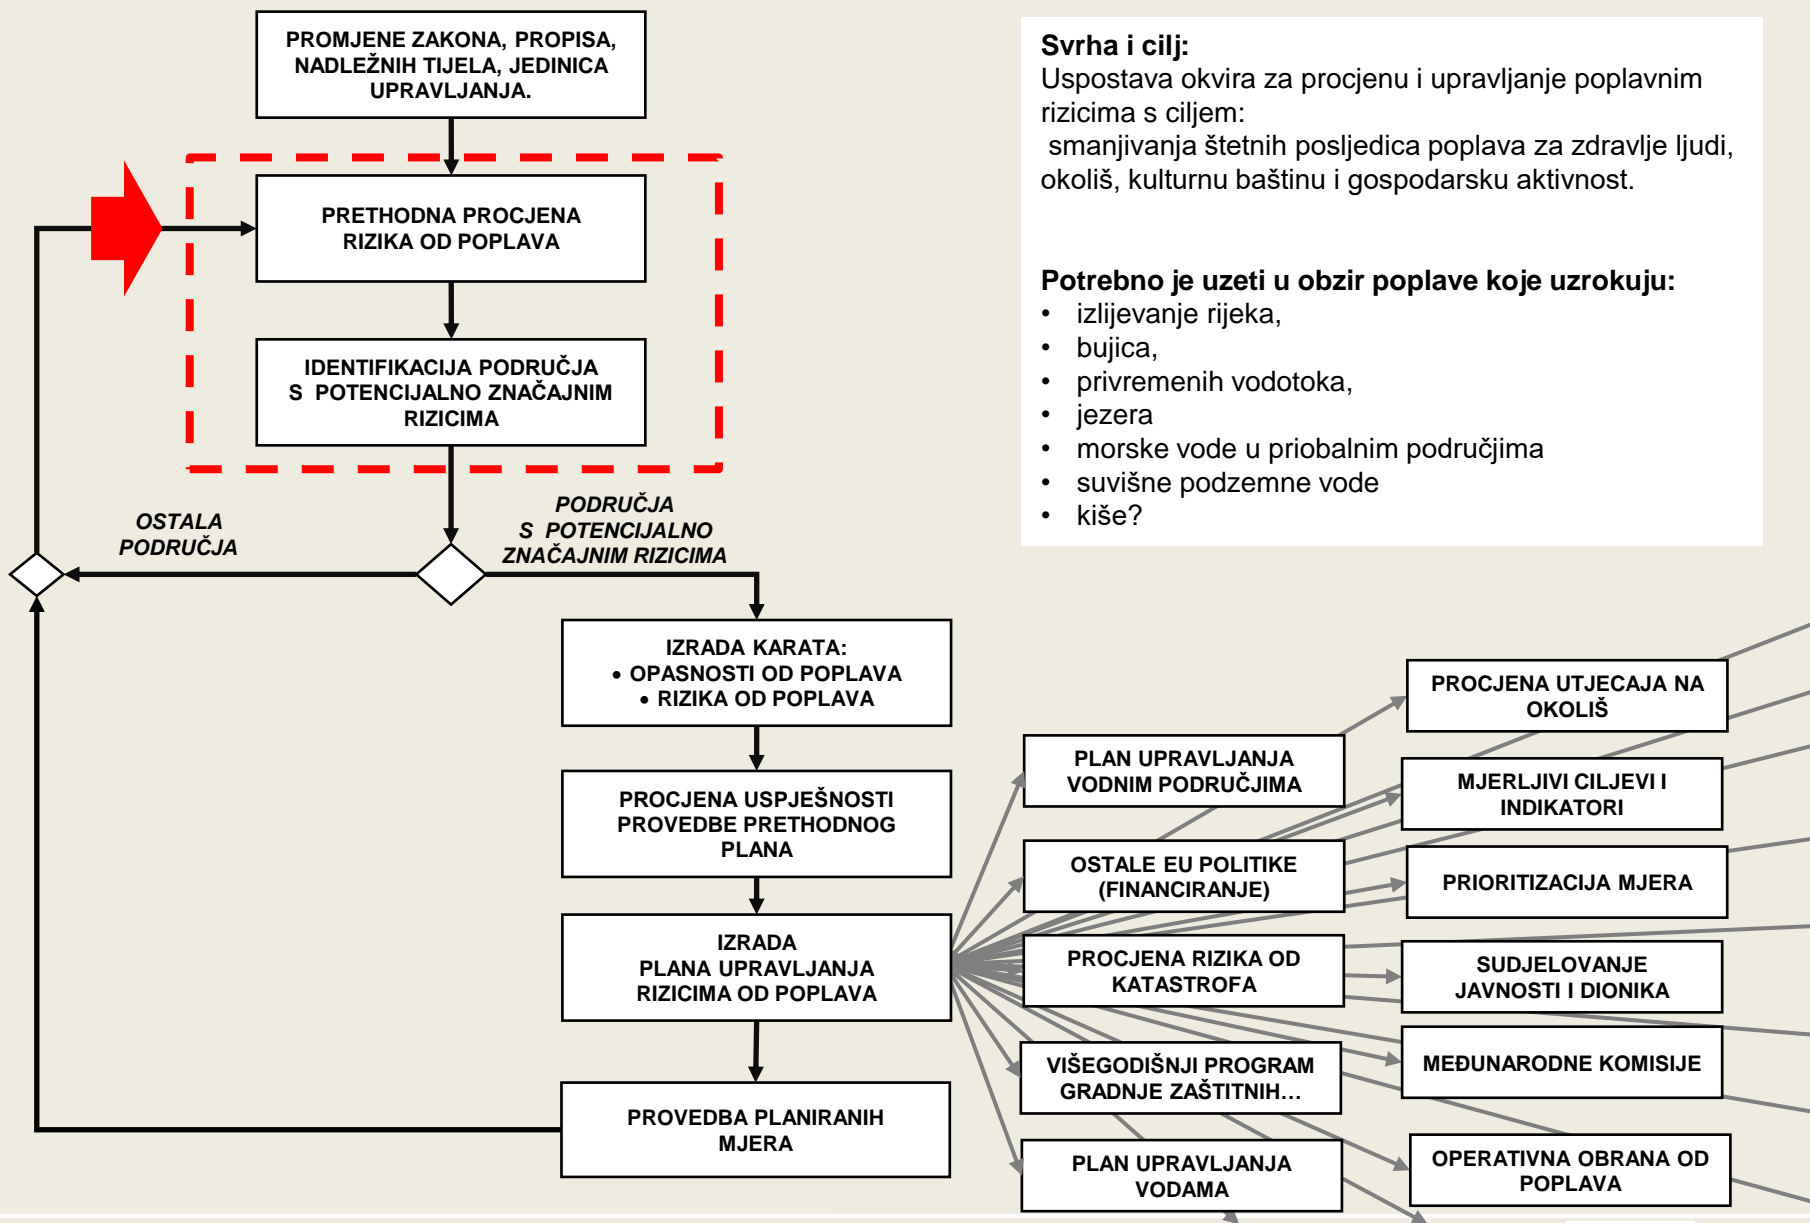 PROMJENE ZAKONA, PROPISA,
NADLEŽNIH TIJELA, JEDINICA
UPRAVLJANJA.
PRETHODNA PROCJENA
RIZIKA OD POPLAVA
IDENTIFIKACIJA PODRUČJA
S POTENCIJALNO ZNAČAJNIM
RIZICIMA
OSTALA
PODRUČJA
PODRUČJA
S POTENCIJALNO
ZNAČAJNIM RIZICIMA
IZRADA KARATA:
• OPASNOSTI OD POPLAVA
• RIZIKA OD POPLAVA
PROCJENA USPJEŠNOSTI
PROVEDBE PRETHODNOG
PLANA
IZRADA
PLANA UPRAVLJANJA
RIZICIMA OD POPLAVA
PROVEDBA PLANIRANIH
MJERA
Svrha i cilj:
Uspostava okvira za procjenu i upravljanje poplavnim
rizicima s ciljem:
smanjivanja štetnih posljedica poplava za zdravlje ljudi,
okoliš, kulturnu baštinu i gospodarsku aktivnost.
Potrebno je uzeti u obzir poplave koje uzrokuju:
• izlijevanje rijeka,
• bujica,
• privremenih vodotoka,
• jezera
• morske vode u priobalnim područjima
• suvišne podzemne vode
• kiše?
PLAN UPRAVLJANJA
VODNIM PODRUČJIMA
OSTALE EU POLITIKE
(FINANCIRANJE)
PROCJENA RIZIKA OD
KATASTROFA
VIŠEGODIŠNJI PROGRAM
GRADNJE ZAŠTITNIH...
PLAN UPRAVLJANJA
VODAMA
PROCJENA UTJECAJA NA
OKOLIŠ
MJERLJIVI CILJEVI I
INDIKATORI
PRIORITIZACIJA MJERA
SUDJELOVANJE
JAVNOSTI I DIONIKA
MEĐUNARODNE KOMISIJE
OPERATIVNA OBRANA OD
POPLAVA